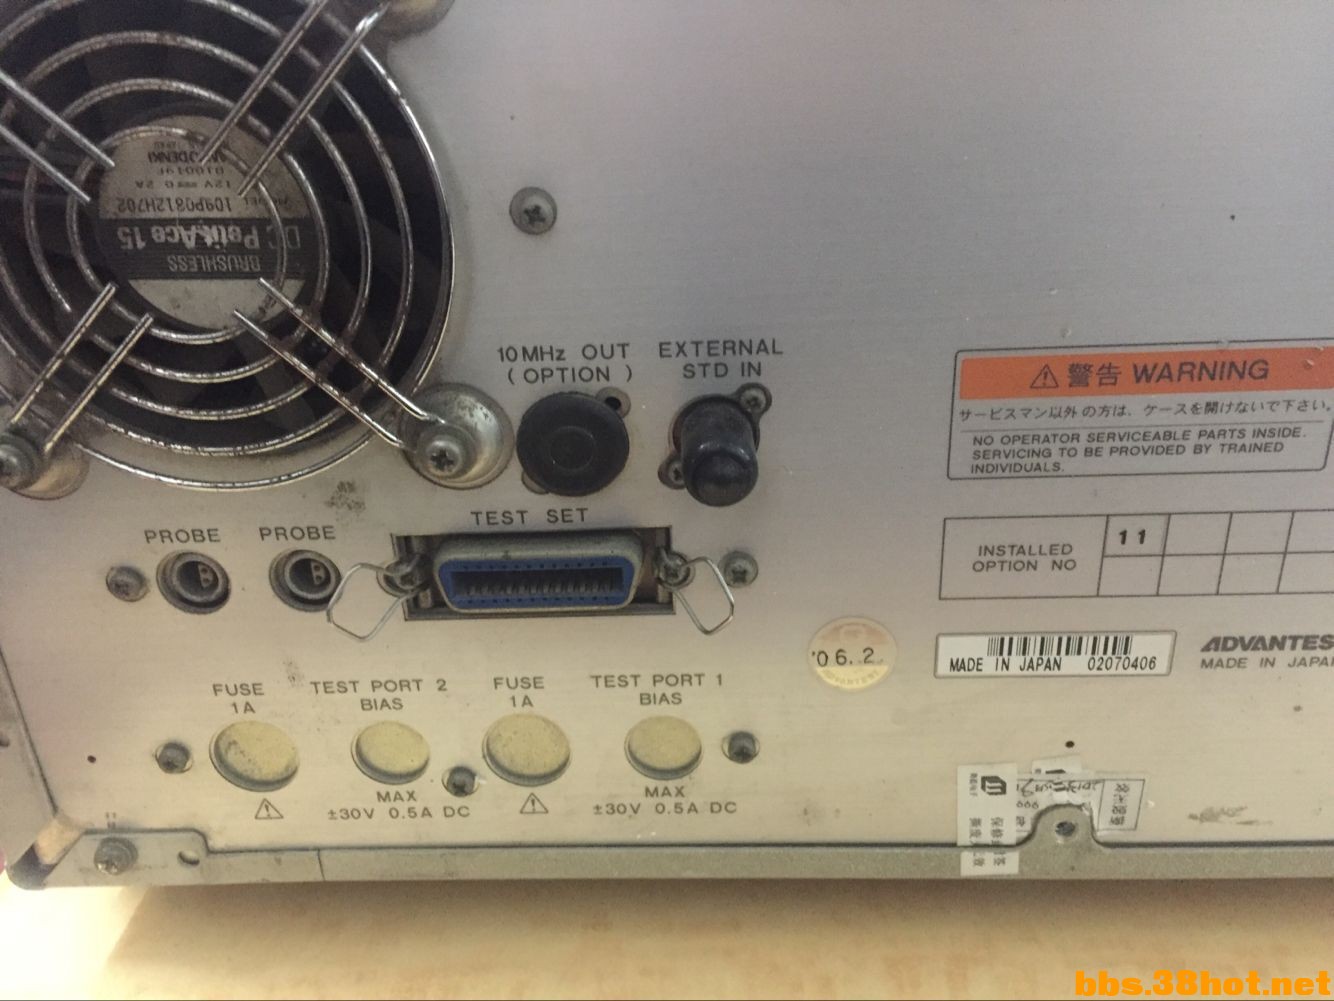 SANYO DENKI
12V 0.2A
109P0812H702
DC PetitAce 15
BRUSHLESS
10MHz OUT
( OPTION )
EXTERNAL
STD IN
⚠ 警告 WARNING
サービスマン以外の方は、ケースを開けないで下さい。
NO OPERATOR SERVICEABLE PARTS INSIDE.
SERVICING TO BE PROVIDED BY TRAINED
INDIVIDUALS.
PROBE
PROBE
TEST SET
INSTALLED
OPTION NO
11
'06.2
ADVANTEST
MADE IN JAPAN 02070406
ADVANTES
MADE IN JAPA
FUSE
1A
TEST PORT 2
BIAS
FUSE
1A
TEST PORT 1
BIAS
MAX
±30V 0.5A DC
MAX
±30V 0.5A DC
bbs.38hot.net